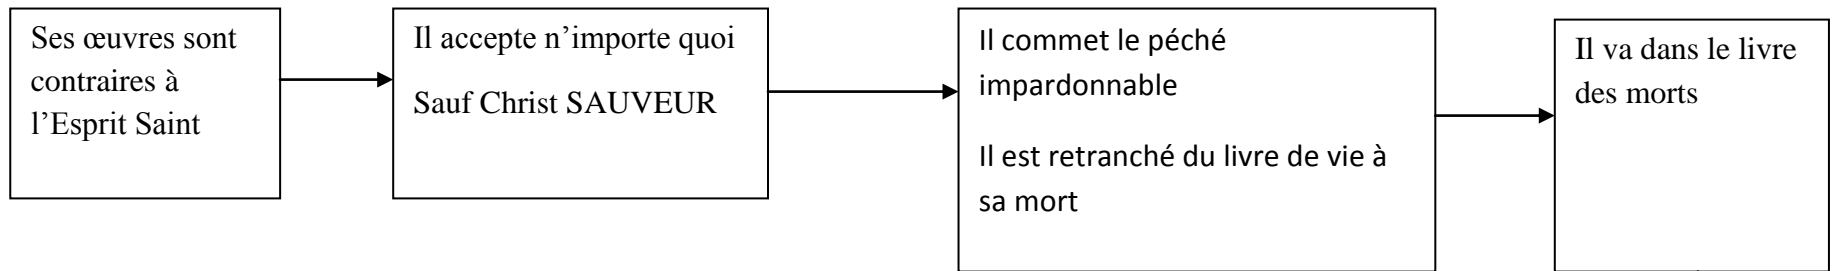 Ses œuvres sont
contraires à
l’Esprit Saint
Il accepte n’importe quoi
Sauf Christ SAUVEUR
Il commet le péché
impardonnable
Il est retranché du livre de vie à
sa mort
Il va dans le livre
des morts